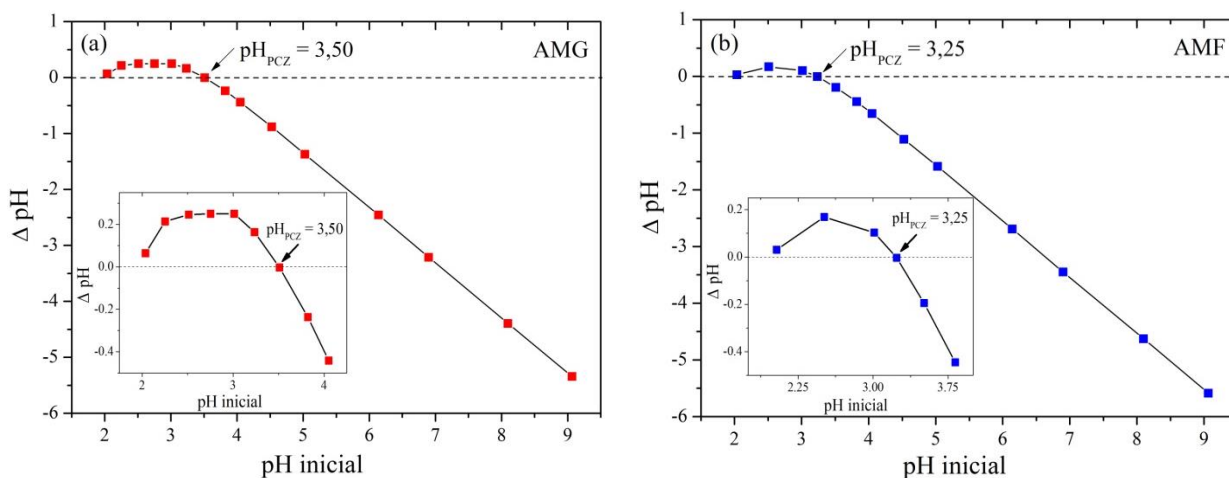 (a)
AMG
pH_PCZ = 3,50
1
0
-1
-2
-3
-4
-5
-6
Δ pH
2 3 4 5 6 7 8 9
pH inicial
0.2
0.0
-0.2
-0.4
Δ pH
pH_PCZ = 3,50
2 3 4
pH inicial
(b)
AMF
pH_PCZ = 3,25
1
0
-1
-2
-3
-4
-5
-6
Δ pH
2 3 4 5 6 7 8 9
pH inicial
0.2
0.0
-0.2
-0.4
Δ pH
pH_PCZ = 3,25
2.25 3.00 3.75
pH inicial